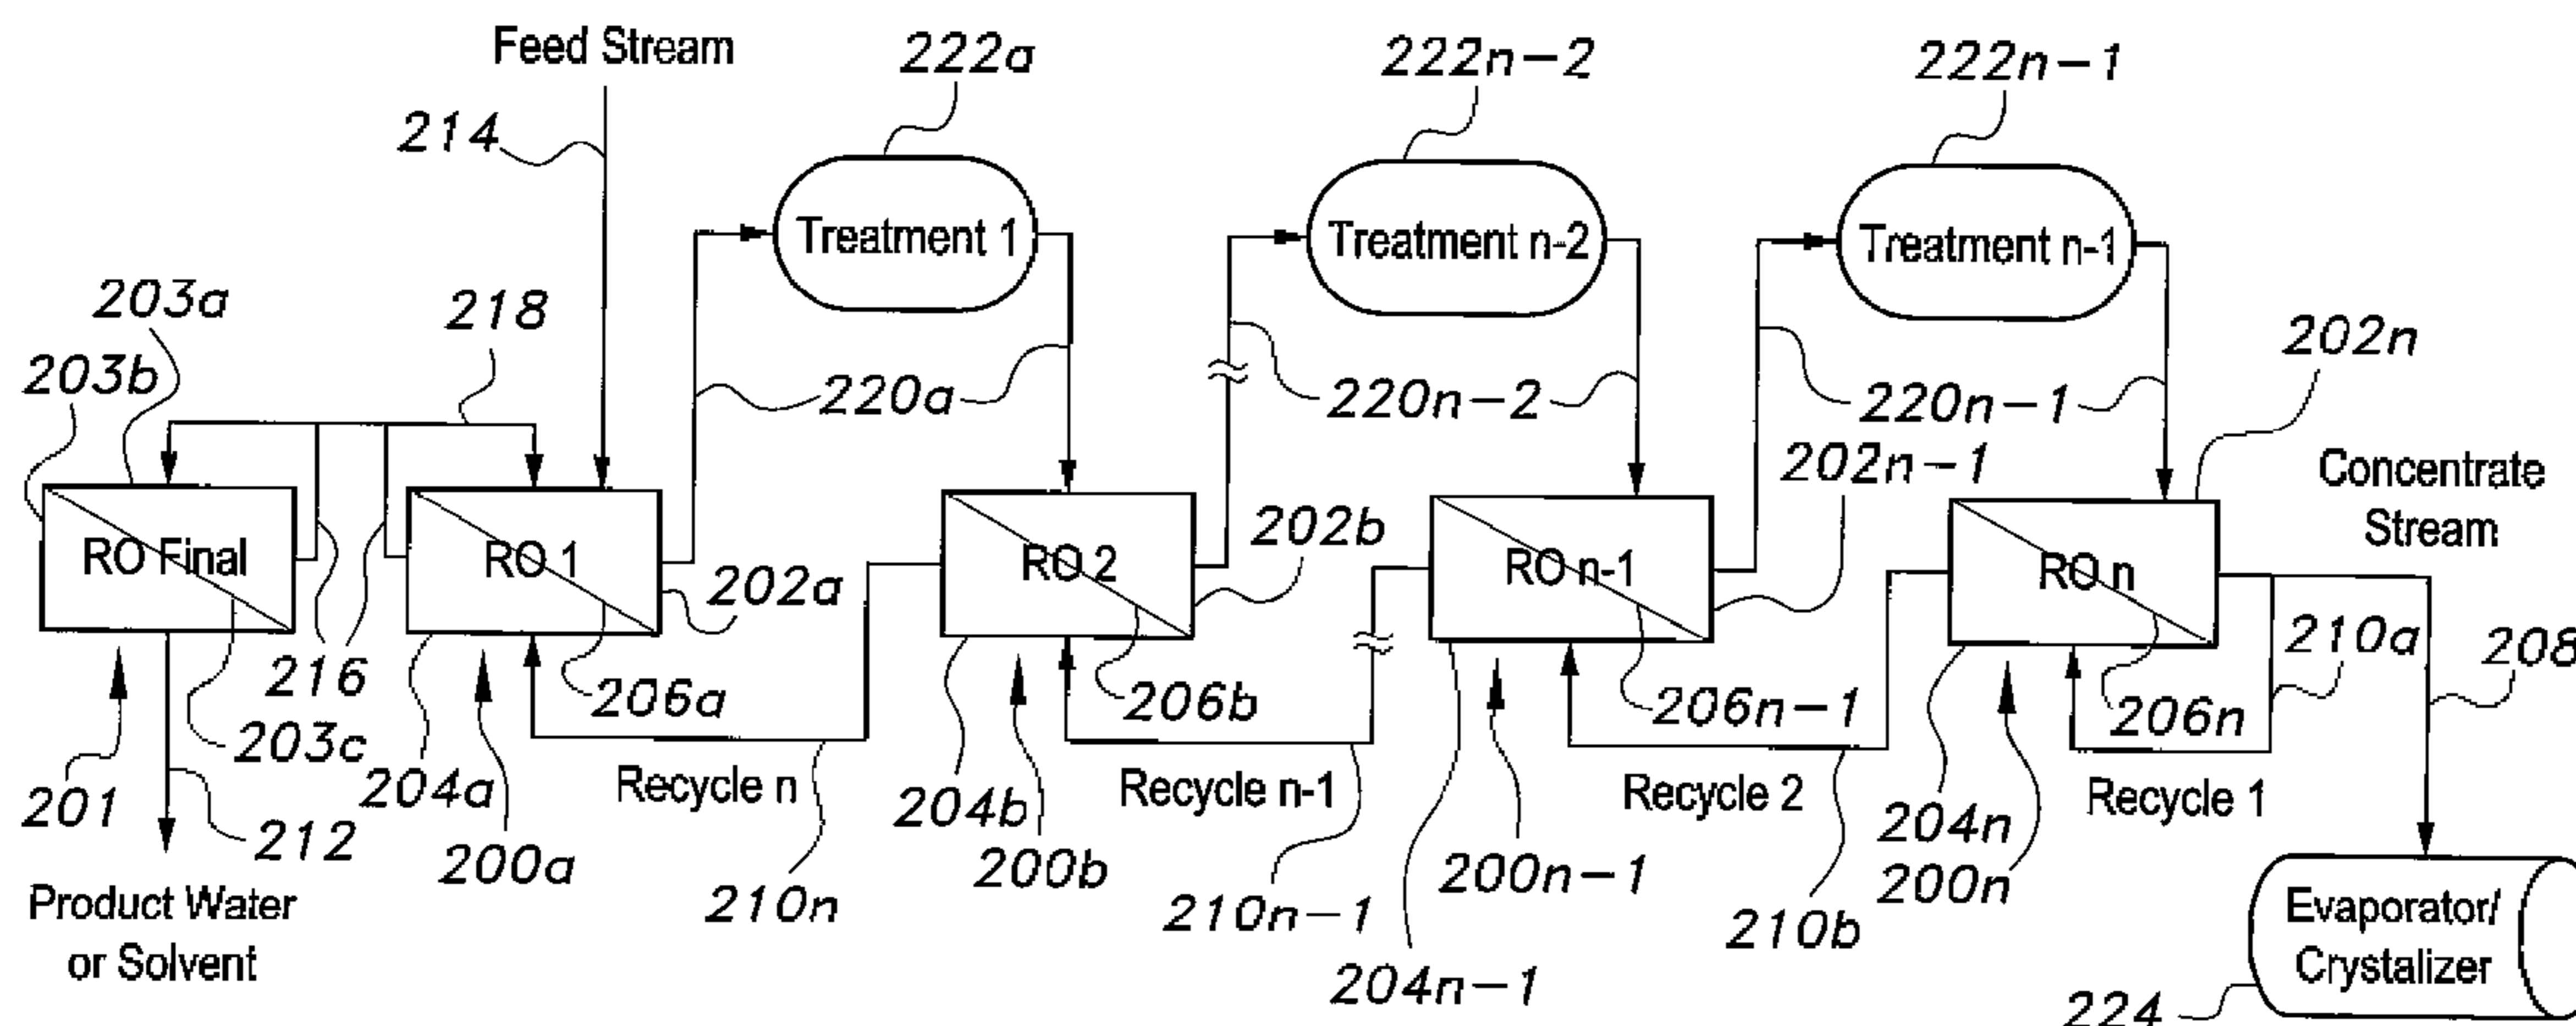 Feed Stream
222a
222n-2
222n-1
214
Treatment 1
Treatment n-2
Treatment n-1
203a
218
202n
203b
220a
220n-2
220n-1
202n-1
Concentrate
Stream
RO Final
RO 1
RO 2
202b
RO n-1
RO n
202a
210a
208
216
206a
206b
206n-1
206n
203c
204a
Recycle n
204b
Recycle n-1
Recycle 2
204n
Recycle 1
201
212
200a
210n
200b
210n-1
200n-1
210b
200n
Product Water
or Solvent
204n-1
Evaporator/
Crystalizer
224